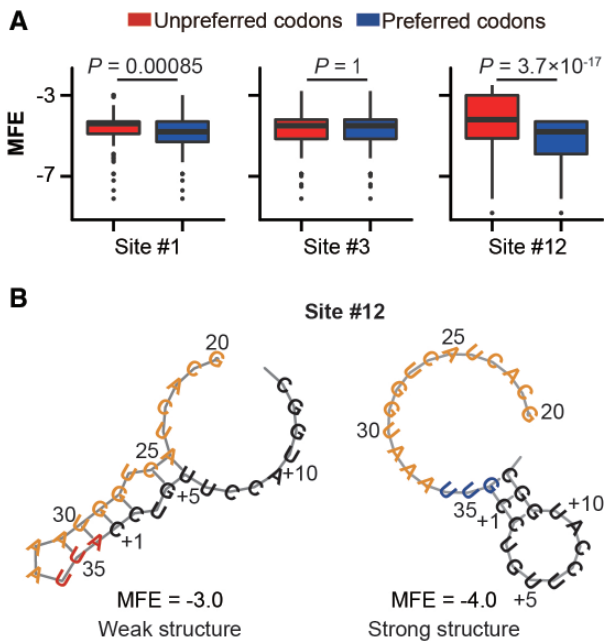 A
Unpreferred codons Preferred codons
P = 0.00085 P = 1 P = 3.7×10-17
MFE
-3
-7
Site #1 Site #3 Site #12
B
Site #12
20 25
20
25
30
30
35
35
+1
+1
+5
+5
+10
+10
MFE = -3.0 MFE = -4.0
Weak structure Strong structure